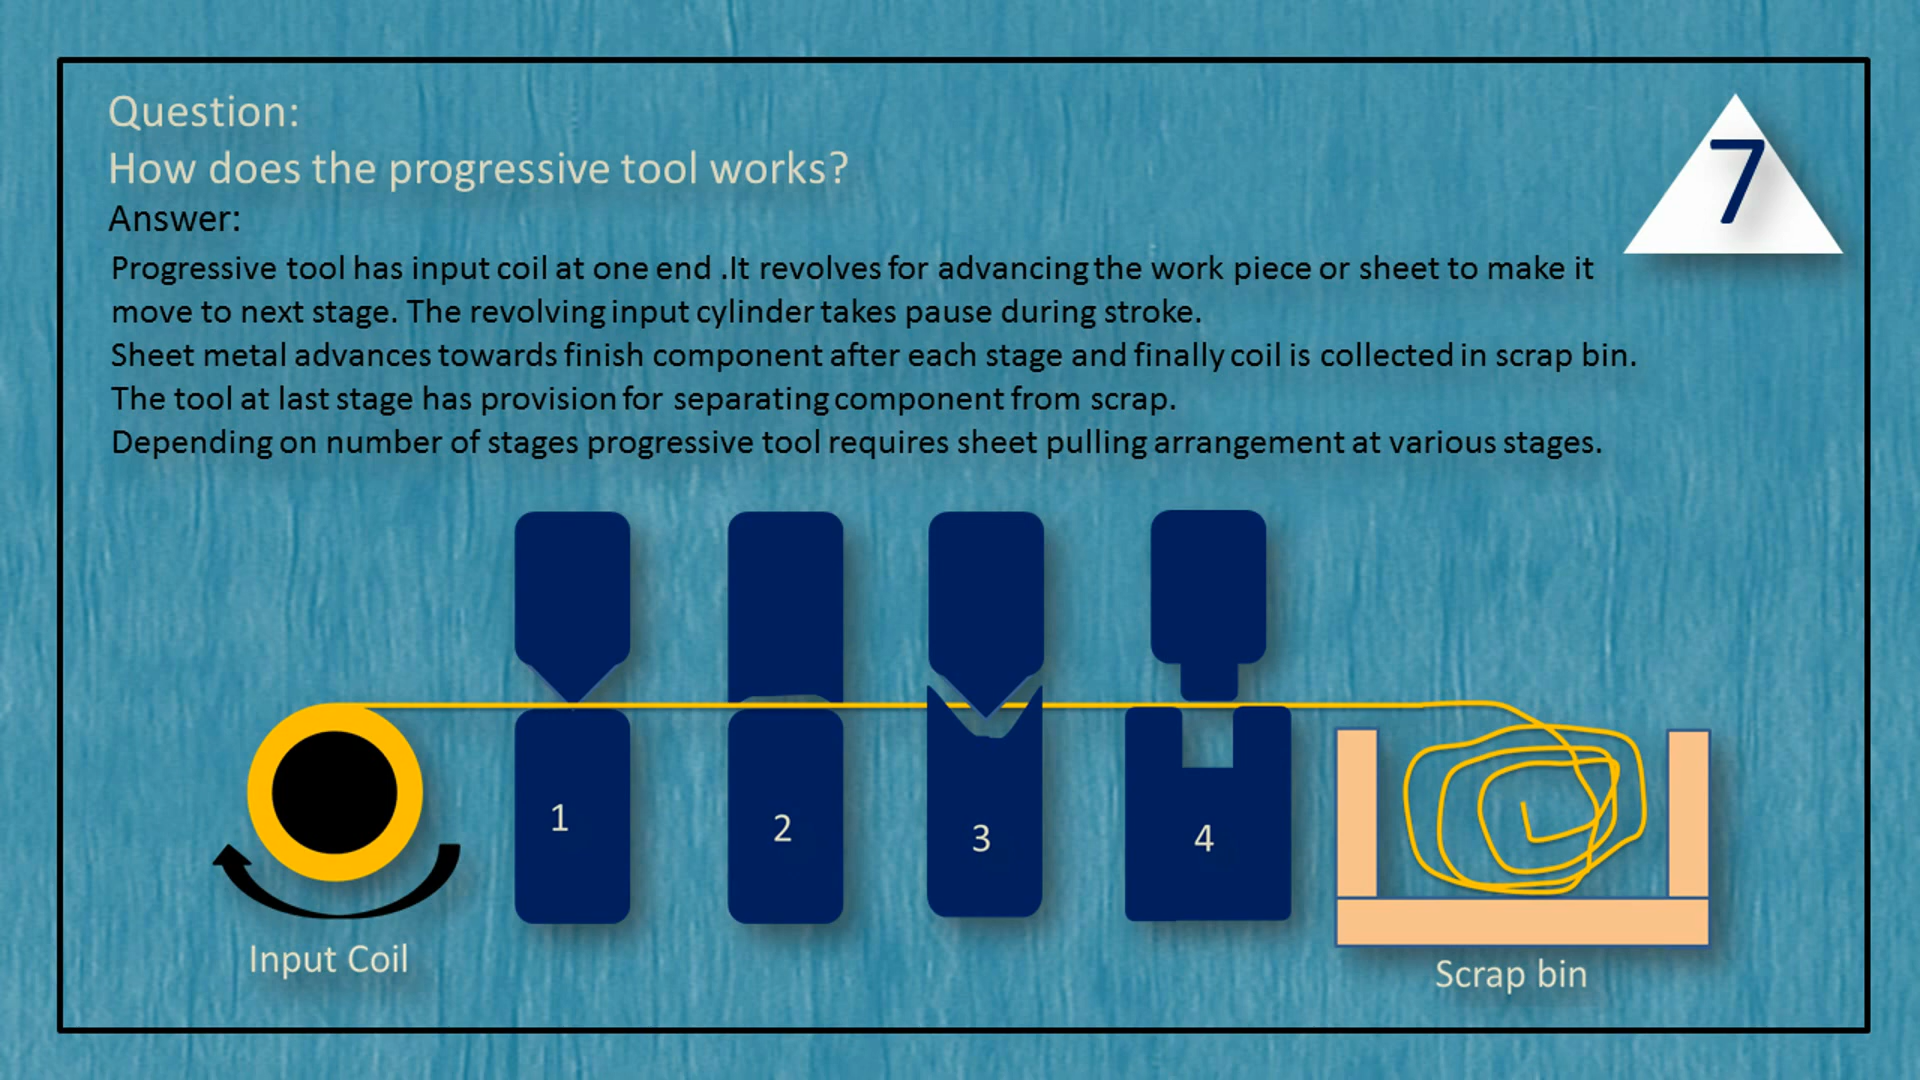 Question:
How does the progressive tool works?
7
Answer:
Progressive tool has input coil at one end .It revolves for advancing the work piece or sheet to make it
move to next stage. The revolving input cylinder takes pause during stroke.
Sheet metal advances towards finish component after each stage and finally coil is collected in scrap bin.
The tool at last stage has provision for separating component from scrap.
Depending on number of stages progressive tool requires sheet pulling arrangement at various stages.
1
2
3
4
Input Coil
Scrap bin